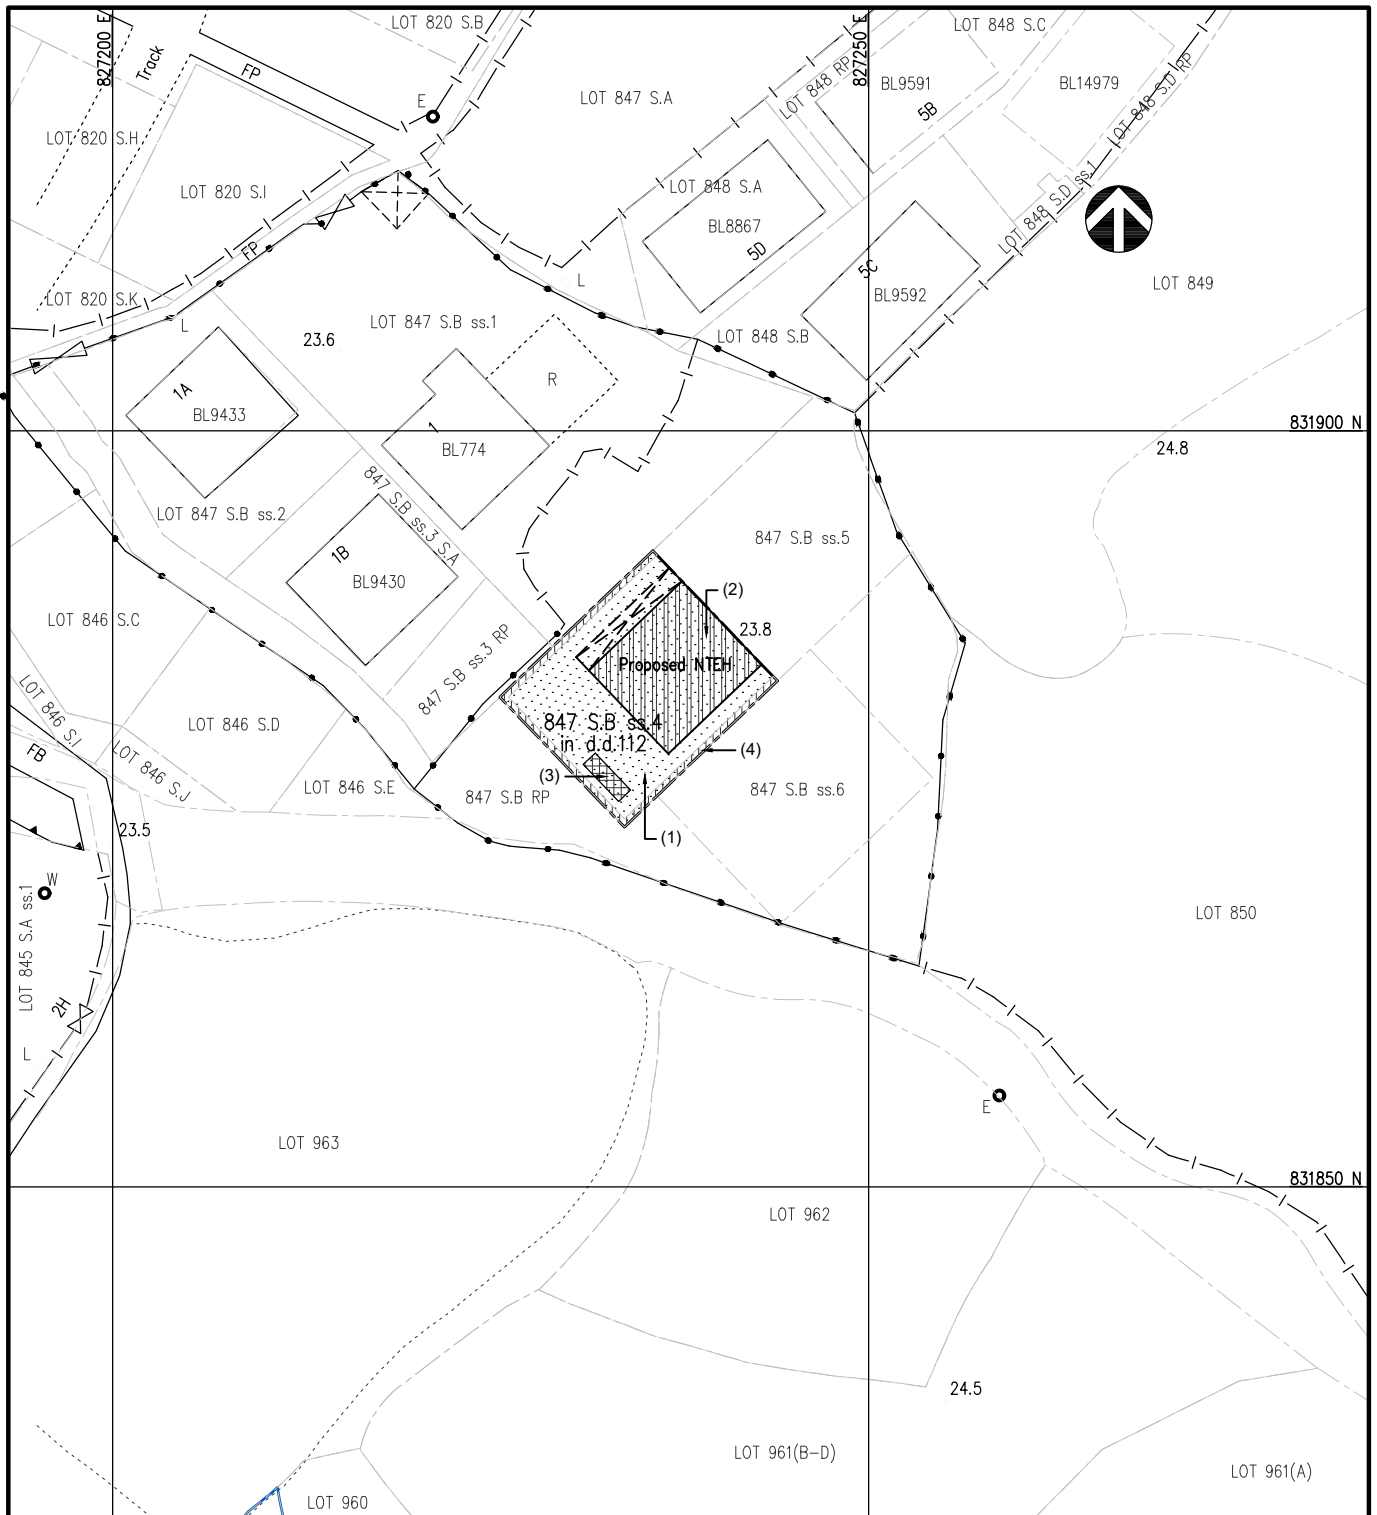 827200 E
Track
FP
LOT 820 S.B
E
827250 E
LOT 848 S.C
LOT 847 S.A
LOT 848 RP
BL9591
5B
BL14979
LOT 848 S.D RP
LOT 820 S.H
LOT 820 S.I
LOT 848 S.A
BL8867
5D
LOT 848 S.D ss.1
FP
5C
BL9592
LOT 849
LOT 820 S.K
L
L
LOT 847 S.B ss.1
23.6
LOT 848 S.B
R
1A
BL9433
1
BL774
831900 N
24.8
LOT 847 S.B ss.2
847 S.B ss.3 S.A
847 S.B ss.5
1B
BL9430
(2)
23.8
LOT 846 S.C
847 S.B ss.3 RP
Proposed NTEH
LOT 846 S.I
LOT 846 S.D
847 S.B ss.4
in d.d.112
(4)
FB
LOT 846 S.J
LOT 846 S.E
847 S.B RP
(3)
847 S.B ss.6
23.5
(1)
W
LOT 845 S.A ss.1
LOT 850
2H
L
E
LOT 963
831850 N
LOT 962
24.5
LOT 961(B-D)
LOT 961(A)
LOT 960